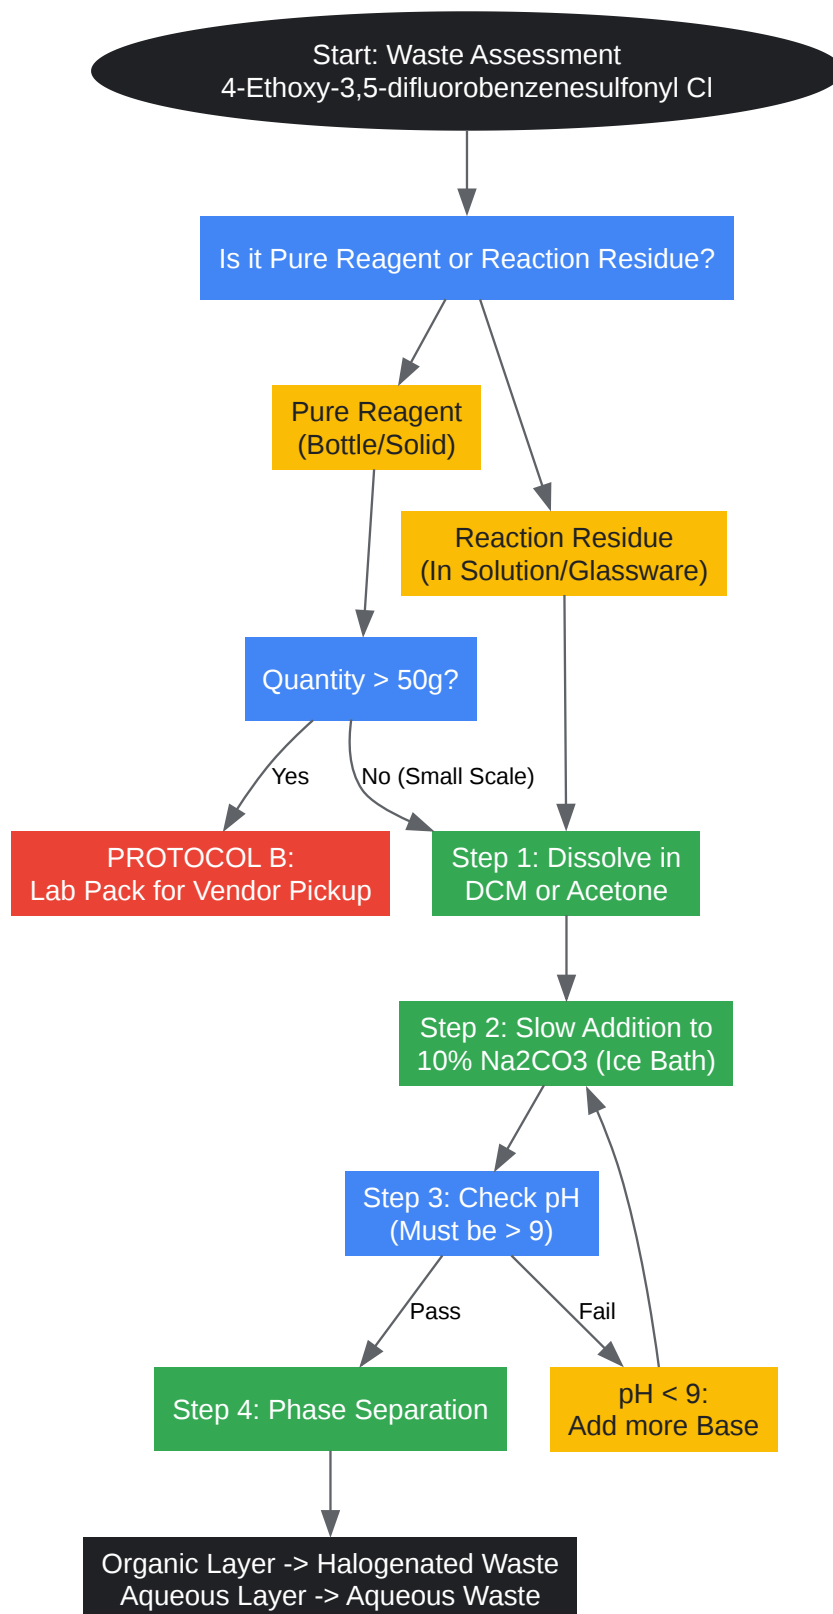 Start: Waste Assessment
4-Ethoxy-3,5-difluorobenzenesulfonyl Cl
Is it Pure Reagent or Reaction Residue?
Pure Reagent
(Bottle/Solid)
Reaction Residue
(In Solution/Glassware)
Quantity > 50g?
Yes
No (Small Scale)
PROTOCOL B:
Lab Pack for Vendor Pickup
Step 1: Dissolve in
DCM or Acetone
Step 2: Slow Addition to
10% Na2CO3 (Ice Bath)
Step 3: Check pH
(Must be > 9)
Pass
Fail
Step 4: Phase Separation
pH < 9:
Add more Base
Organic Layer -> Halogenated Waste
Aqueous Layer -> Aqueous Waste